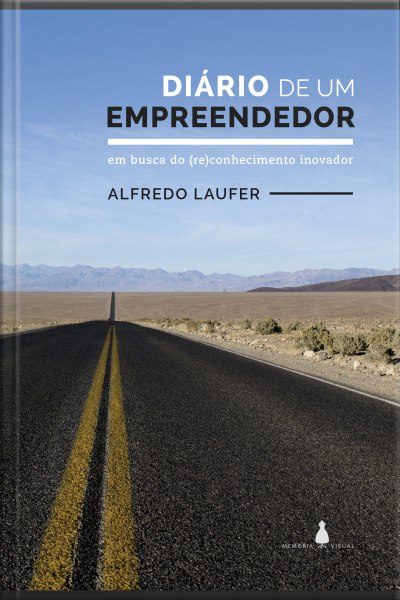 DIÁRIO DE UM
EMPREENDEDOR
em busca do (re)conhecimento inovador
ALFREDO LAUFER
MEMÓRIA VISUAL